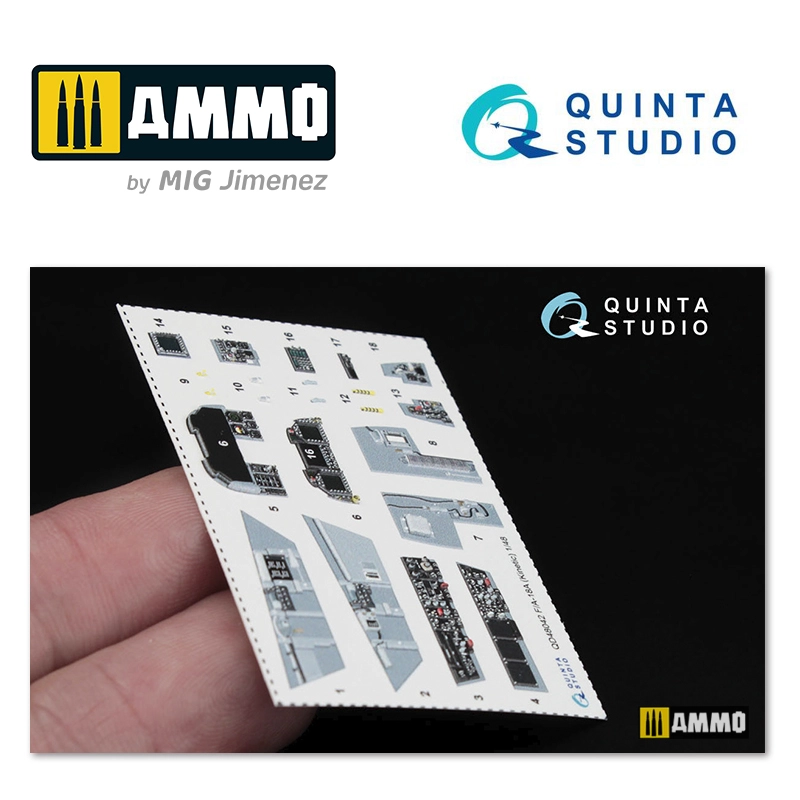 AMMO
by MIG Jimenez
QUINTA
STUDIO
QUINTA
STUDIO
14
15
16
17
18
9
10
11
12
13
6
16
8
5
6
7
1
2
3
4
QD48042 F/A-18A (Kinetic) 1/48
QUINTA
STUDIO
AMMO